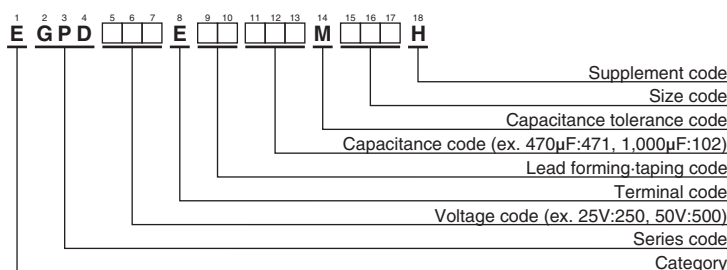 1 2 3 4 5 6 7 8 9 10 11 12 13 14 15 16 17 18
E GPD E M H
Supplement code
Size code
Capacitance tolerance code
Capacitance code (ex. 470µF:471, 1,000µF:102)
Lead forming·taping code
Terminal code
Voltage code (ex. 25V:250, 50V:500)
Series code
Category